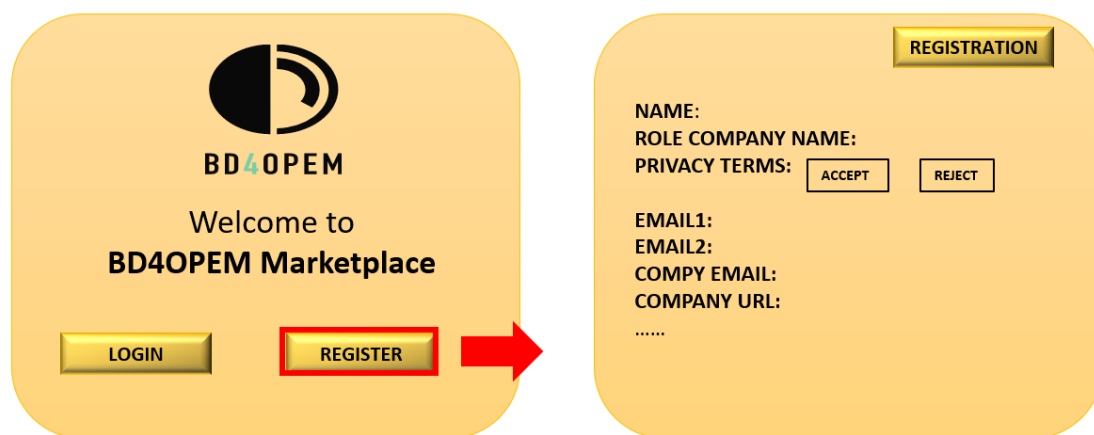 BD4OPEM
Welcome to
BD4OPEM Marketplace
LOGIN
REGISTER
REGISTRATION
NAME:
ROLE COMPANY NAME:
PRIVACY TERMS: ACCEPT REJECT
EMAIL1:
EMAIL2:
COMPY EMAIL:
COMPANY URL:
......